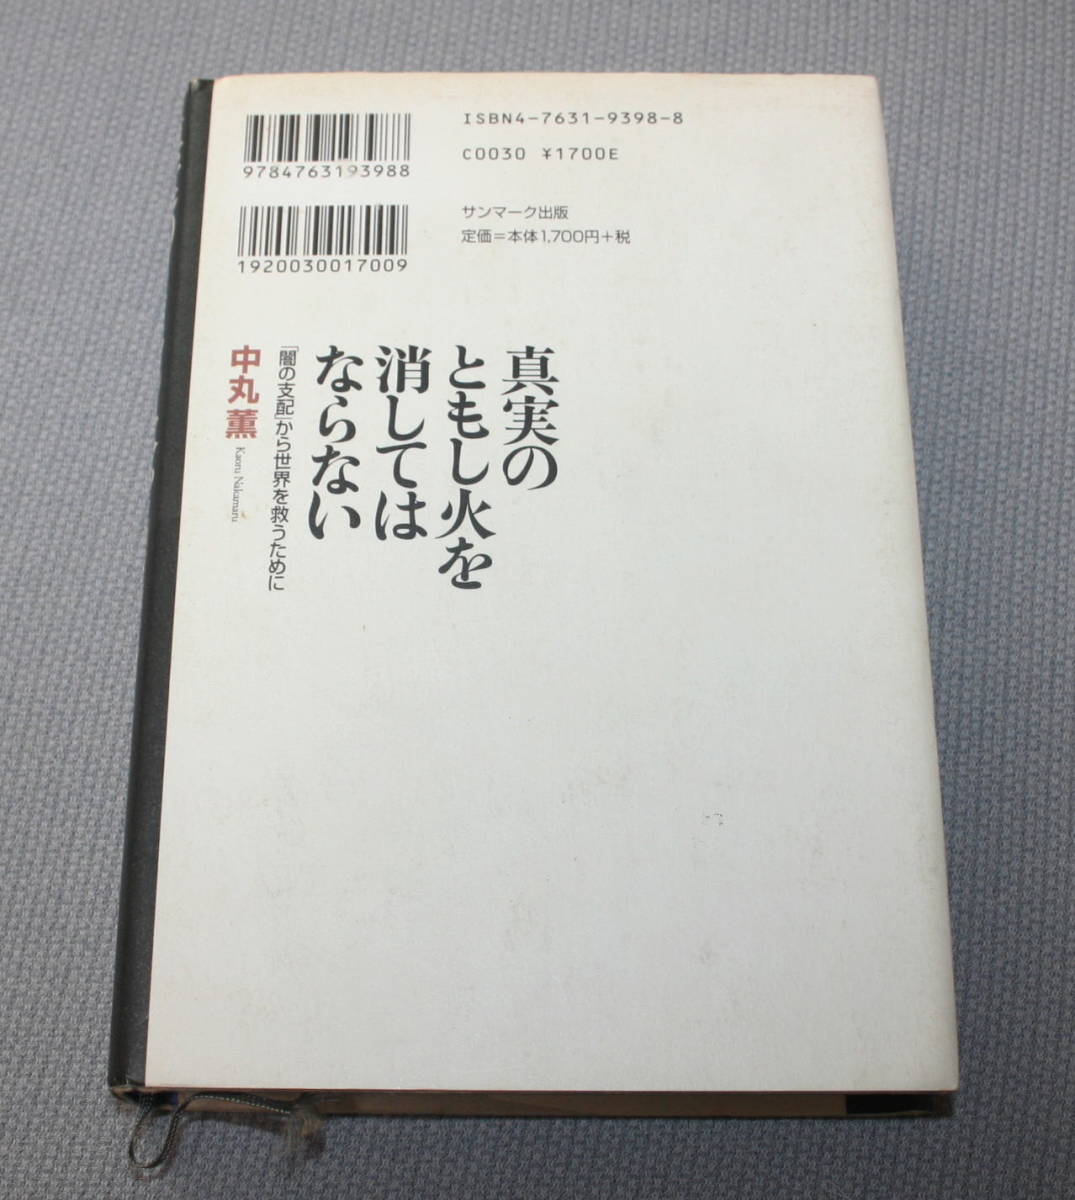 ISBN4-7631-9398-8
C0030 ¥1700E
9784763193988
サンマーク出版
定価=本体1,700円+税
1920030017009
真実の
ともし火を
消しては
ならない
「闇の支配」から世界を救うために
中丸薫
Kaoru Nakamaru